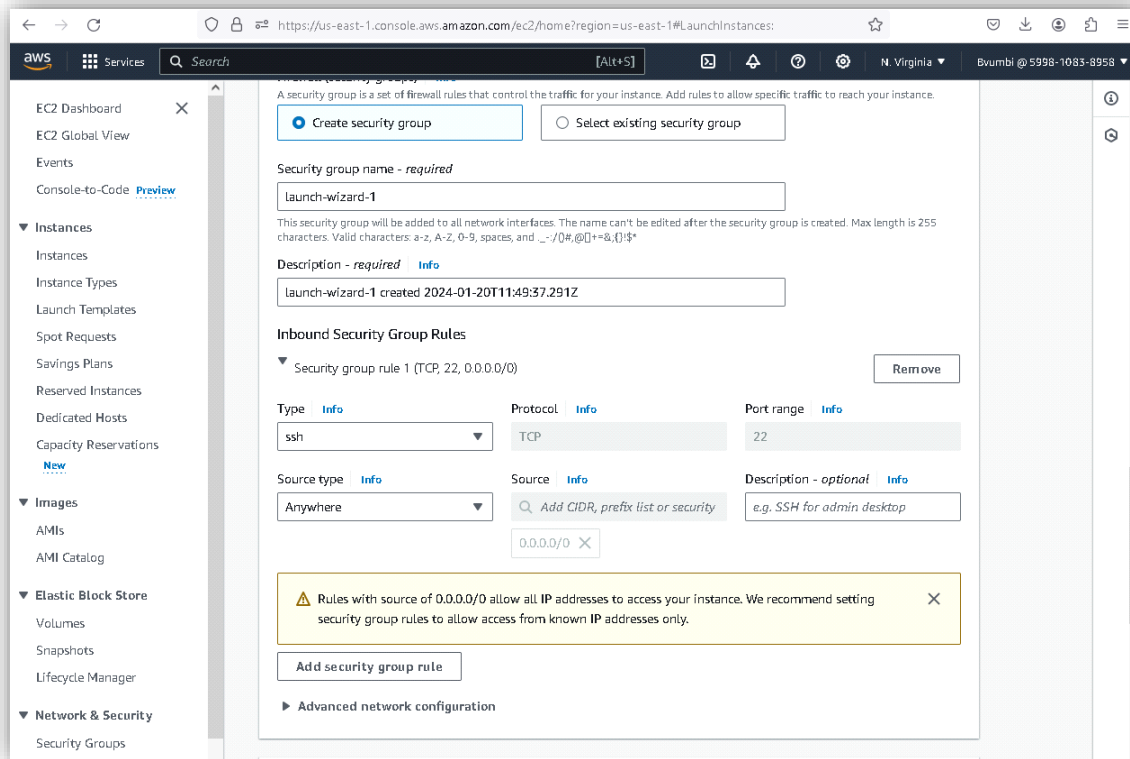 https://us-east-1.console.aws.amazon.com/ec2/home?region=us-east-1#LaunchInstances:
aws
Services
Search
[Alt+S]
N. Virginia
Bvumbi @ 5998-1083-8958
EC2 Dashboard
EC2 Global View
Events
Console-to-Code Preview
Instances
Instances
Instance Types
Launch Templates
Spot Requests
Savings Plans
Reserved Instances
Dedicated Hosts
Capacity Reservations
New
Images
AMIs
AMI Catalog
Elastic Block Store
Volumes
Snapshots
Lifecycle Manager
Network & Security
Security Groups
Firewall (security groups) Info
A security group is a set of firewall rules that control the traffic for your instance. Add rules to allow specific traffic to reach your instance.
Create security group
Select existing security group
Security group name - required
launch-wizard-1
This security group will be added to all network interfaces. The name can't be edited after the security group is created. Max length is 255
characters. Valid characters: a-z, A-Z, 0-9, spaces, and ._-:/()#,@[]+=&;{}!$*
Description - required Info
launch-wizard-1 created 2024-01-20T11:49:37.291Z
Inbound Security Group Rules
Security group rule 1 (TCP, 22, 0.0.0.0/0)
Remove
Type Info
Protocol Info
Port range Info
ssh
TCP
22
Source type Info
Source Info
Description - optional Info
Anywhere
Add CIDR, prefix list or security
e.g. SSH for admin desktop
0.0.0.0/0
Rules with source of 0.0.0.0/0 allow all IP addresses to access your instance. We recommend setting
security group rules to allow access from known IP addresses only.
Add security group rule
Advanced network configuration